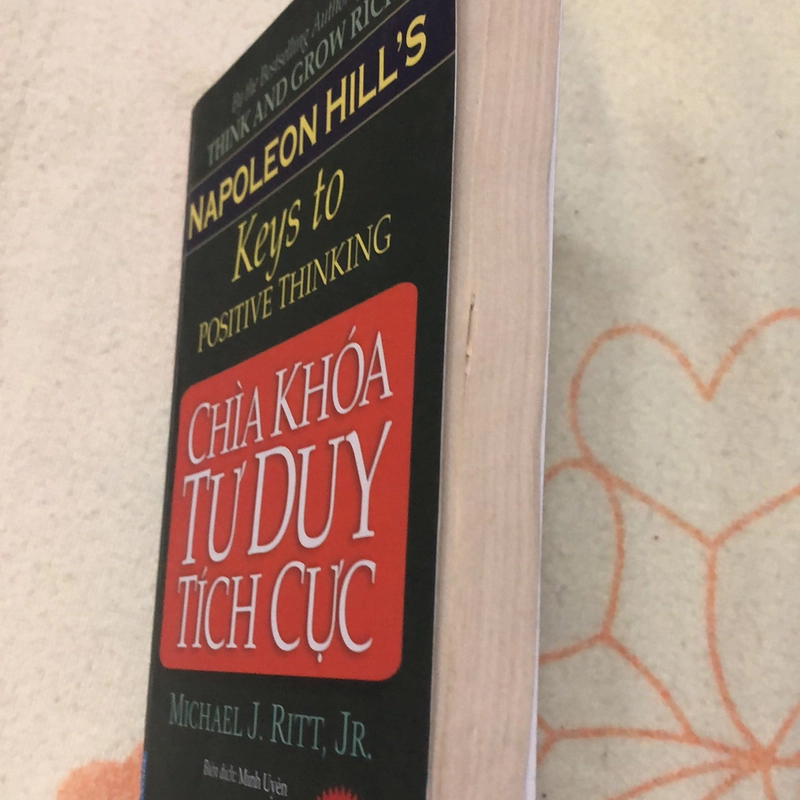 By the Bestselling Author
THINK AND GROW RICH
NAPOLEON HILL'S
Keys to
POSITIVE THINKING
CHÌA KHÓA
TƯ DUY
TÍCH CỰC
MICHAEL J. RITT, JR.
Biên dịch: Minh Uyên